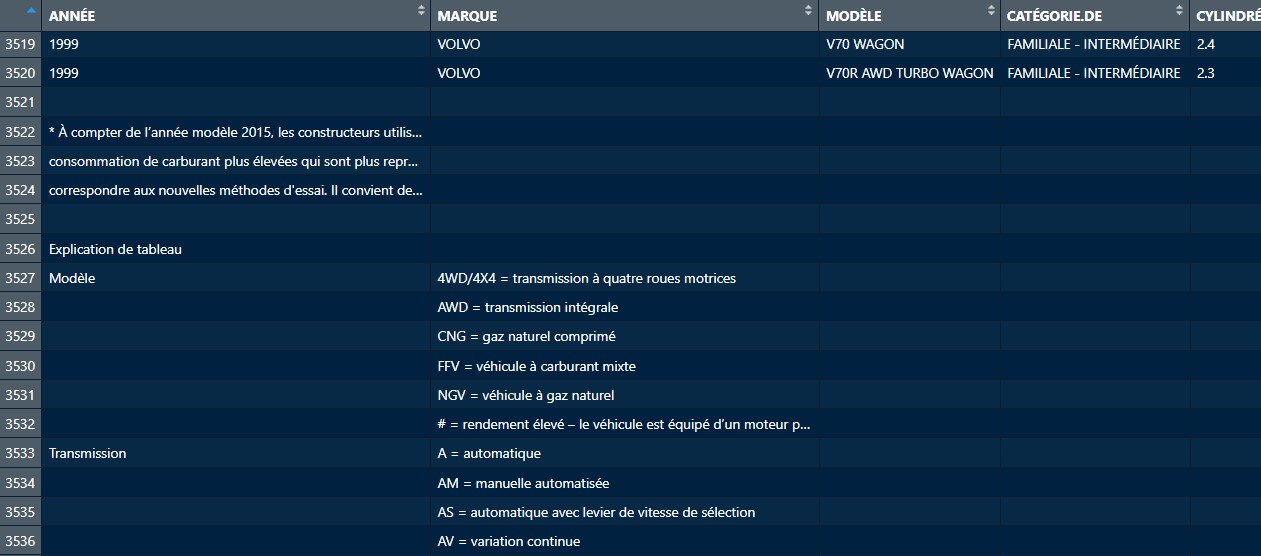 ANNÉE MARQUE MODÈLE CATÉGORIE.DE CYLINDRÉ
3519 1999 VOLVO V70 WAGON FAMILIALE - INTERMÉDIAIRE 2.4
3520 1999 VOLVO V70R AWD TURBO WAGON FAMILIALE - INTERMÉDIAIRE 2.3
3521
3522 * À compter de l’année modèle 2015, les constructeurs utilis...
3523 consommation de carburant plus élevées qui sont plus repr...
3524 correspondre aux nouvelles méthodes d'essai. Il convient de...
3525
3526 Explication de tableau
3527 Modèle 4WD/4X4 = transmission à quatre roues motrices
3528 AWD = transmission intégrale
3529 CNG = gaz naturel comprimé
3530 FFV = véhicule à carburant mixte
3531 NGV = véhicule à gaz naturel
3532 # = rendement élevé – le véhicule est équipé d’un moteur p...
3533 Transmission A = automatique
3534 AM = manuelle automatisée
3535 AS = automatique avec levier de vitesse de sélection
3536 AV = variation continue